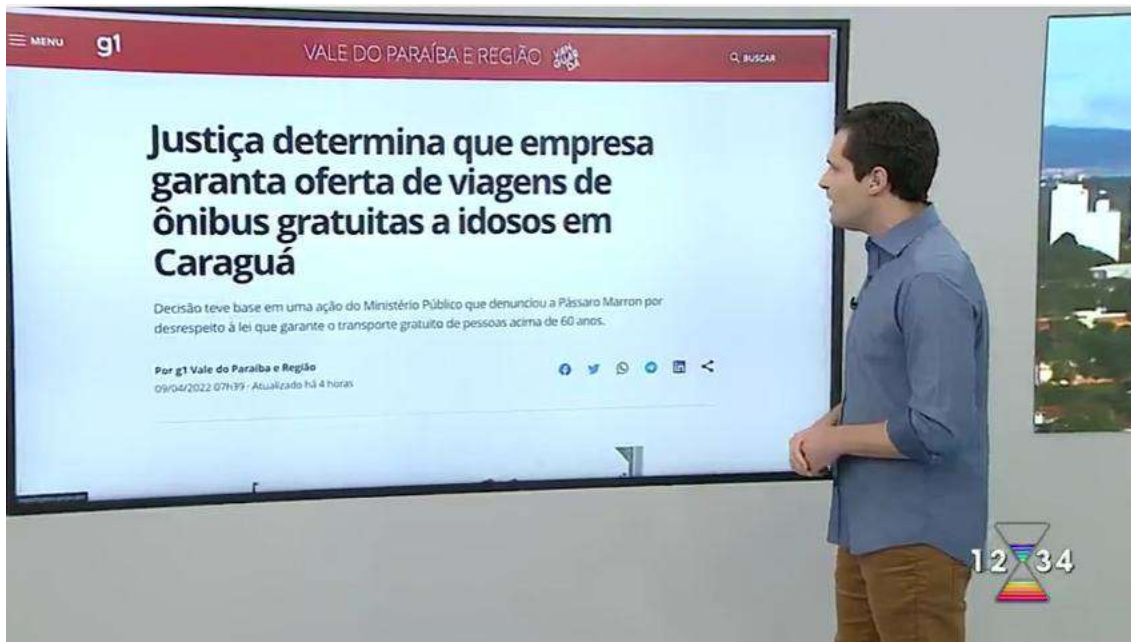 MENU
g1
VALE DO PARAÍBA E REGIÃO
VAN
GUAR
DA
BUSCAR
Justiça determina que empresa
garanta oferta de viagens de
ônibus gratuitas a idosos em
Caraguá
Decisão teve base em uma ação do Ministério Público que denunciou a Pássaro Marron por
desrespeito à lei que garante o transporte gratuito de pessoas acima de 60 anos.
Por g1 Vale do Paraíba e Região
09/04/2022 07h39 · Atualizado há 4 horas
12 34